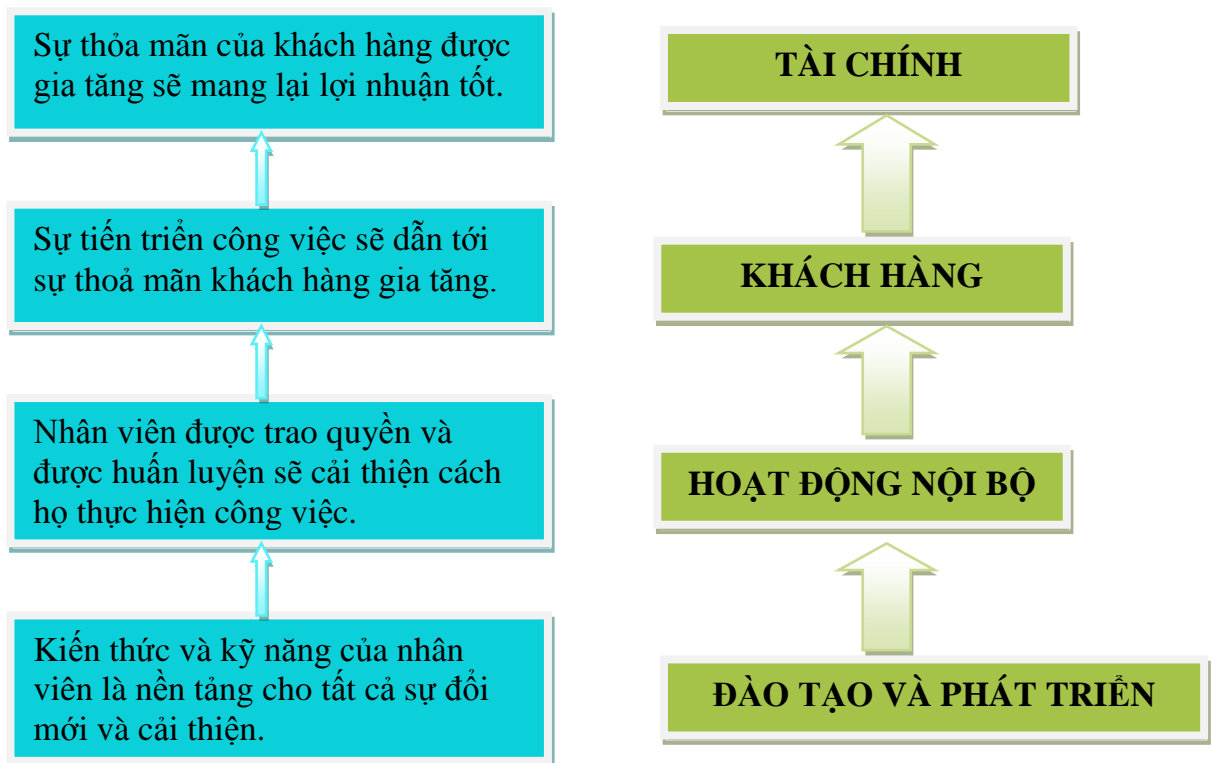 Sự thỏa mãn của khách hàng được
gia tăng sẽ mang lại lợi nhuận tốt.
TÀI CHÍNH
Sự tiến triển công việc sẽ dẫn tới
sự thoả mãn khách hàng gia tăng.
KHÁCH HÀNG
Nhân viên được trao quyền và
được huấn luyện sẽ cải thiện cách
họ thực hiện công việc.
HOẠT ĐỘNG NỘI BỘ
Kiến thức và kỹ năng của nhân
viên là nền tảng cho tất cả sự đổi
mới và cải thiện.
ĐÀO TẠO VÀ PHÁT TRIỂN